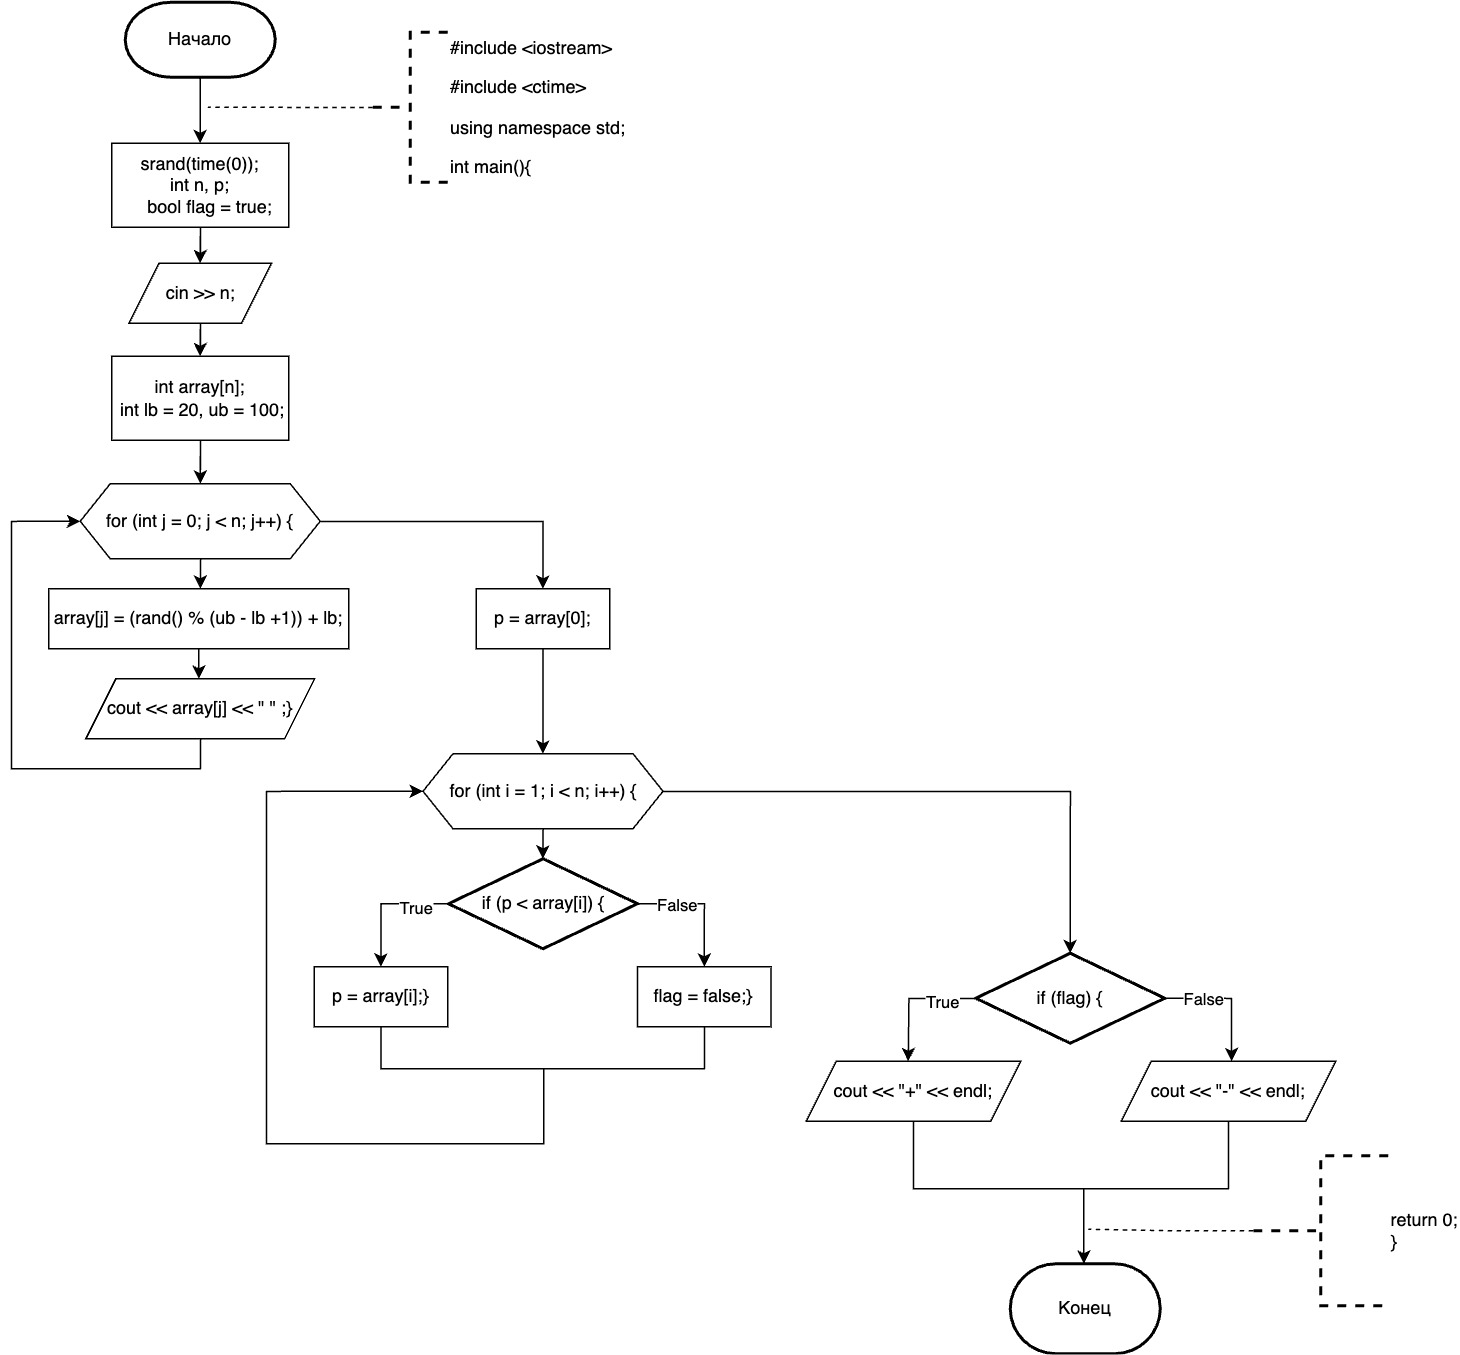 Начало
#include <iostream>
#include <ctime>
using namespace std;
int main(){
srand(time(0));
int n, p;
bool flag = true;
cin >> n;
int array[n];
int lb = 20, ub = 100;
for (int j = 0; j < n; j++) {
array[j] = (rand() % (ub - lb +1)) + lb;
cout << array[j] << " " ;}
p = array[0];
for (int i = 1; i < n; i++) {
if (p < array[i]) {
True
False
p = array[i];}
flag = false;}
if (flag) {
True
False
cout << "+" << endl;
cout << "-" << endl;
return 0;
}
Конец